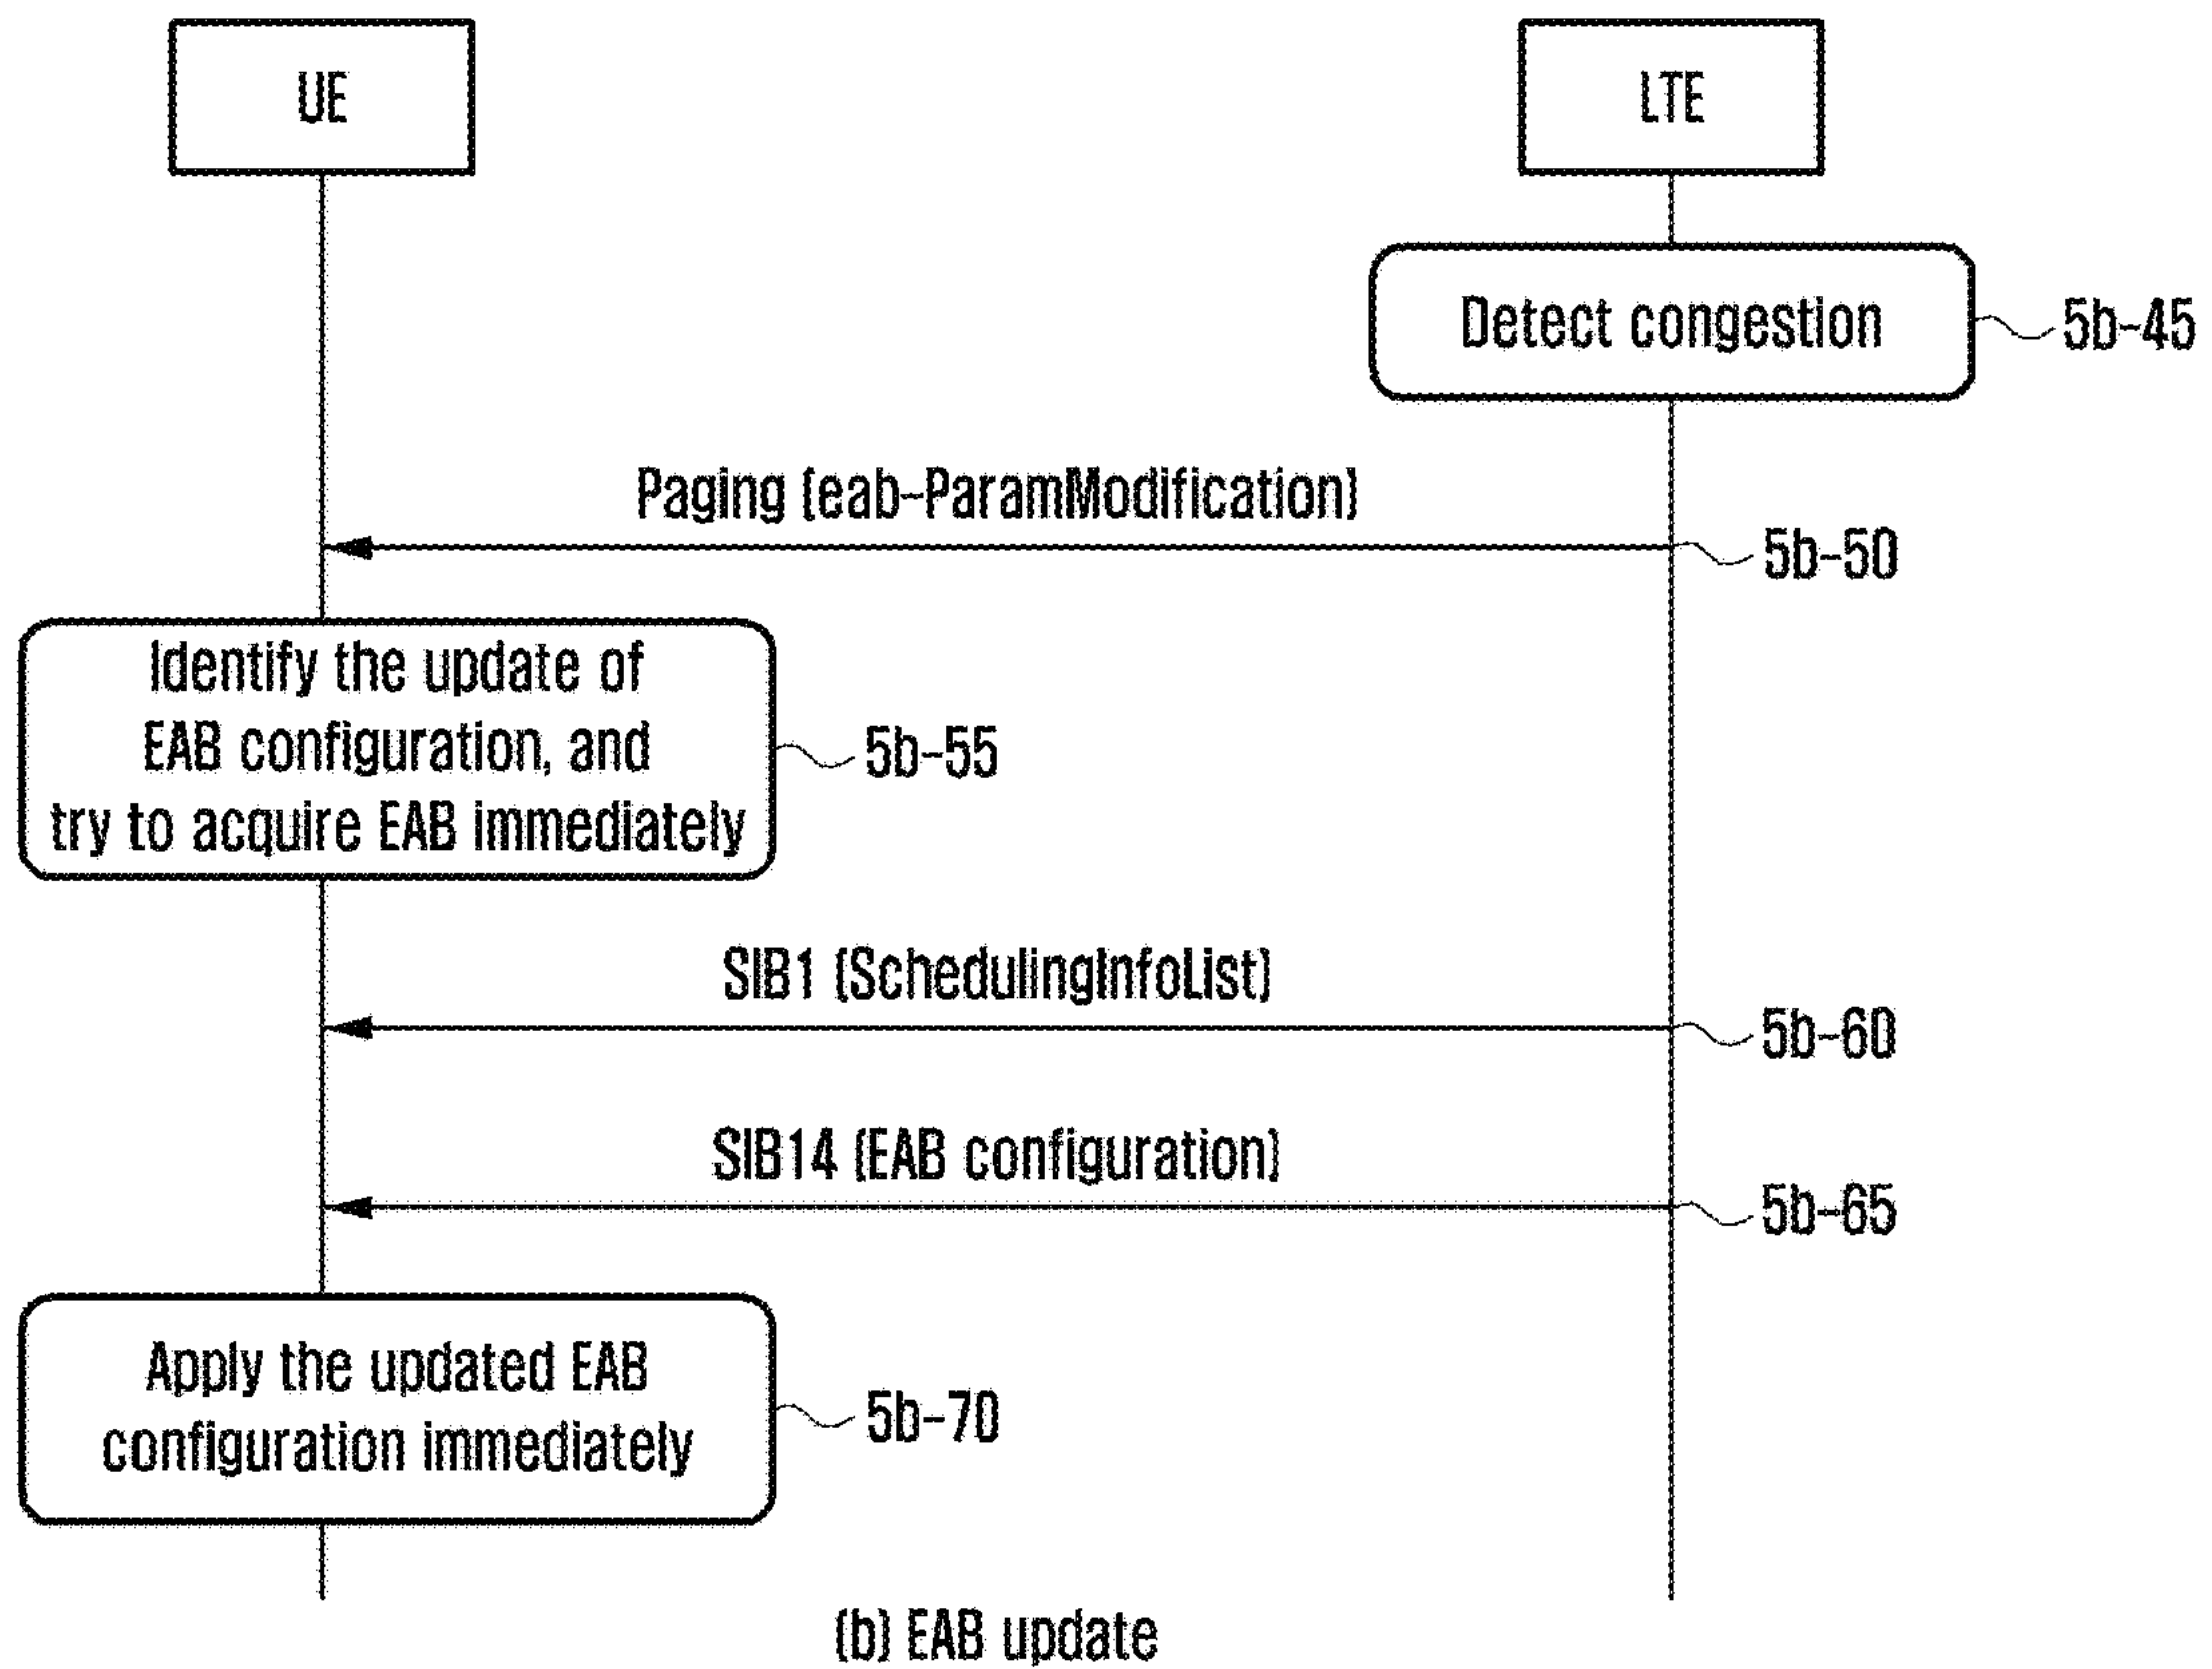 UE
LTE
Detect congestion
5b-45
Paging (eab-ParamModification)
5b-50
Identify the update of
EAB configuration, and
try to acquire EAB immediately
5b-55
SIB1 (SchedulingInfoList)
5b-60
SIB14 (EAB configuration)
5b-65
Apply the updated EAB
configuration immediately
5b-70
(b) EAB update